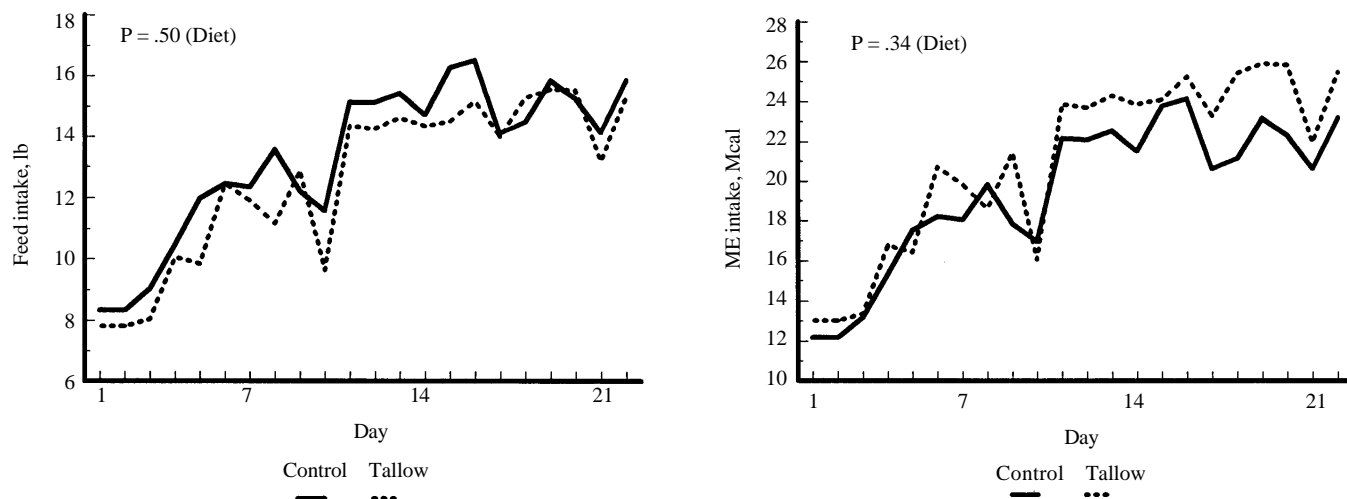 18
16
14
12
10
8
6
P = .50 (Diet)
Feed intake, lb
1 7 14 21
Day
Control Tallow
28
26
24
22
20
18
16
14
12
10
P = .34 (Diet)
ME intake, Mcal
1 7 14 21
Day
Control Tallow